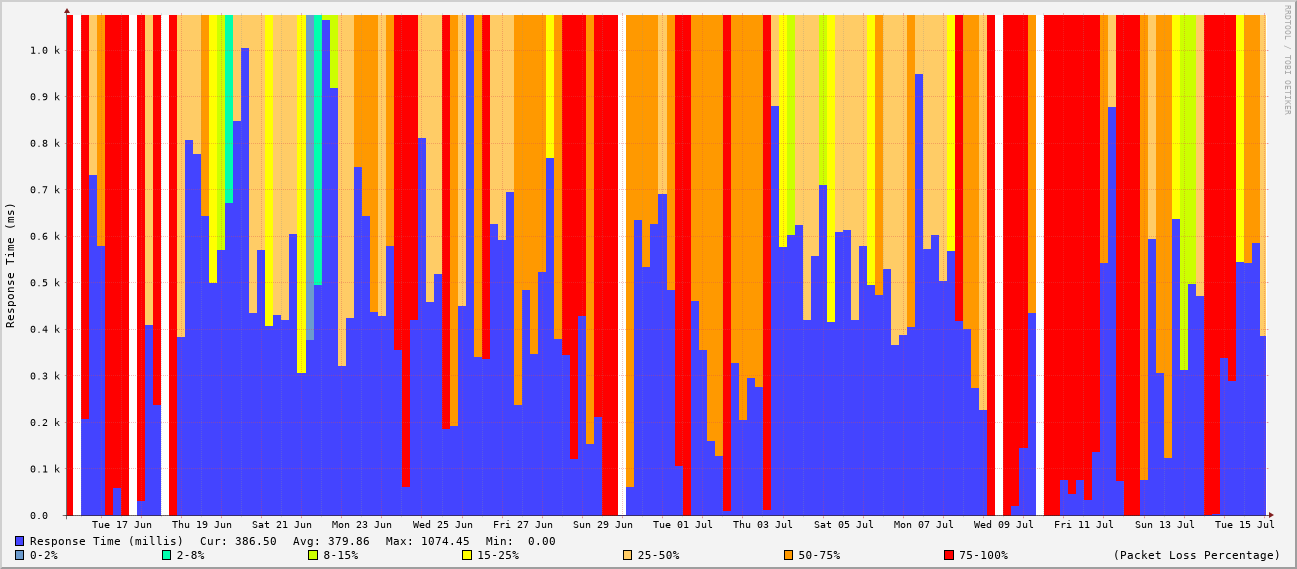 RRDTOOL / TOBI OETIKER
Response Time (ms)
1.0 k
0.9 k
0.8 k
0.7 k
0.6 k
0.5 k
0.4 k
0.3 k
0.2 k
0.1 k
0.0
Tue 17 Jun Thu 19 Jun Sat 21 Jun Mon 23 Jun Wed 25 Jun Fri 27 Jun Sun 29 Jun Tue 01 Jul Thu 03 Jul Sat 05 Jul Mon 07 Jul Wed 09 Jul Fri 11 Jul Sun 13 Jul Tue 15 Jul
Response Time (millis) Cur: 386.50 Avg: 379.86 Max: 1074.45 Min: 0.00
0-2% 2-8% 8-15% 15-25% 25-50% 50-75% 75-100% (Packet Loss Percentage)